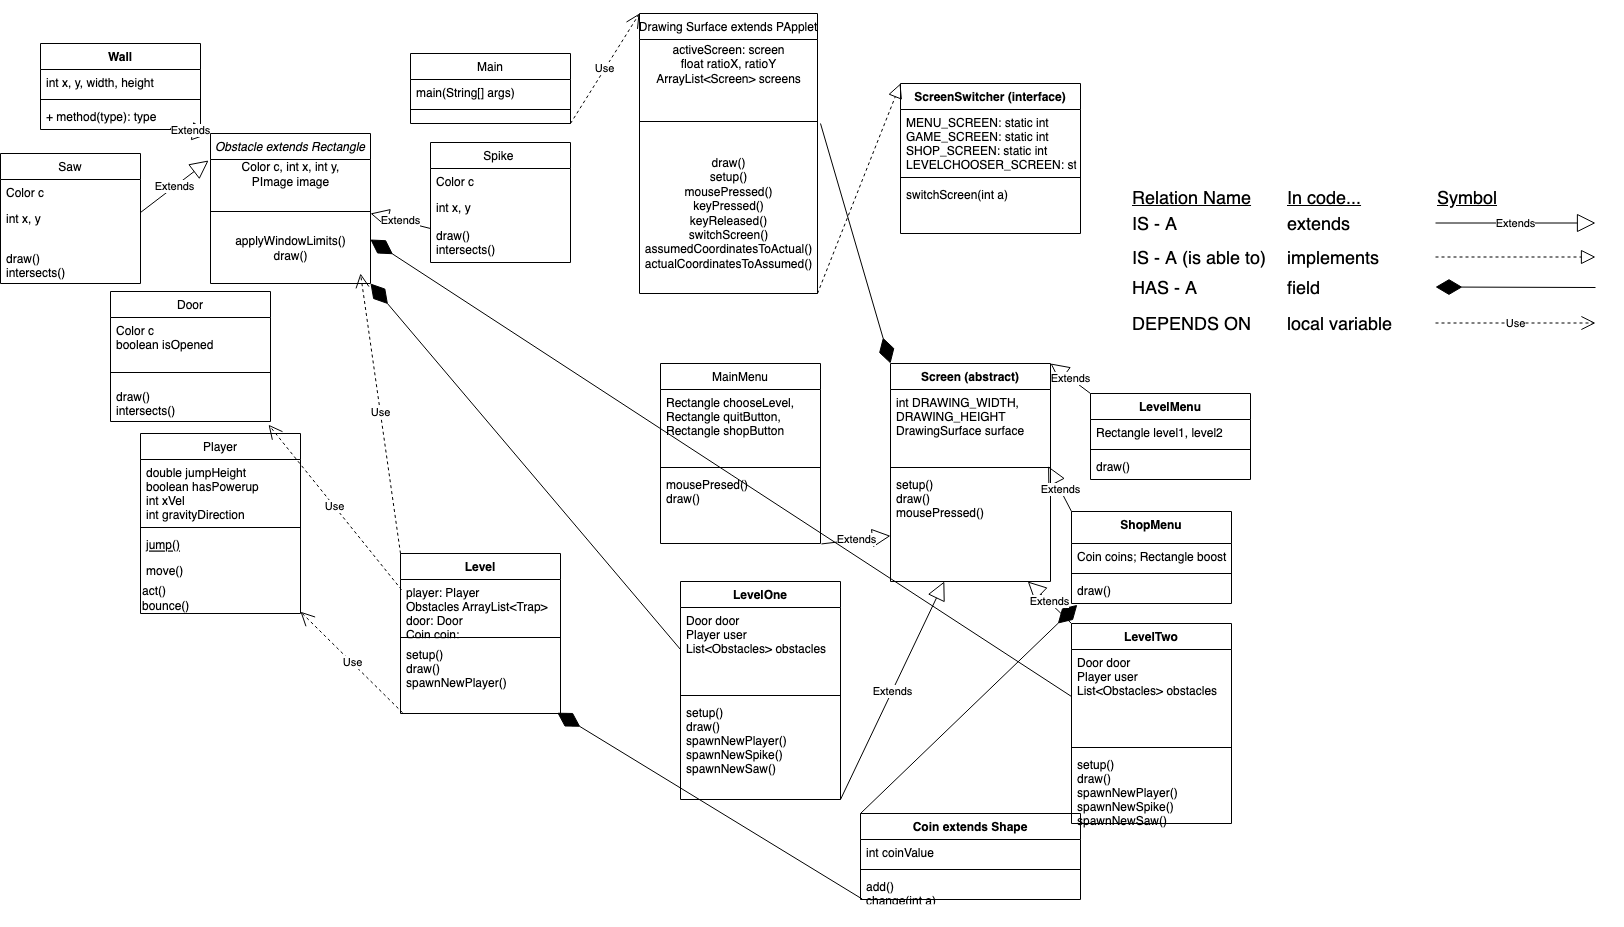 Wall
int x, y, width, height
+ method(type): type
Extends
Saw
Color c
int x, y
draw()
intersects()
Extends
Obstacle extends Rectangle
Color c, int x, int y,
PImage image
applyWindowLimits()
draw()
Main
main(String[] args)
Use
Spike
Color c
int x, y
draw()
intersects()
Extends
Drawing Surface extends PApplet
activeScreen: screen
float ratioX, ratioY
ArrayList<Screen> screens
draw()
setup()
mousePressed()
keyPressed()
keyReleased()
switchScreen()
assumedCoordinatesToActual()
actualCoordinatesToAssumed()
ScreenSwitcher (interface)
MENU_SCREEN: static int
GAME_SCREEN: static int
SHOP_SCREEN: static int
LEVELCHOOSER_SCREEN: st
switchScreen(int a)
Relation Name In code... Symbol
IS - A extends Extends
IS - A (is able to) implements
HAS - A field
DEPENDS ON local variable Use
Door
Color c
boolean isOpened
draw()
intersects()
Use
Player
double jumpHeight
boolean hasPowerup
int xVel
int gravityDirection
jump()
move()
act()
bounce()
Use
Use
Level
player: Player
Obstacles ArrayList<Trap>
door: Door
Coin coin;
setup()
draw()
spawnNewPlayer()
MainMenu
Rectangle chooseLevel,
Rectangle quitButton,
Rectangle shopButton
mousePresed()
draw()
Extends
Screen (abstract)
int DRAWING_WIDTH,
DRAWING_HEIGHT
DrawingSurface surface
setup()
draw()
mousePressed()
Extends
LevelMenu
Rectangle level1, level2
draw()
Extends
ShopMenu
Coin coins; Rectangle boost
draw()
Extends
LevelOne
Door door
Player user
List<Obstacles> obstacles
setup()
draw()
spawnNewPlayer()
spawnNewSpike()
spawnNewSaw()
Extends
LevelTwo
Door door
Player user
List<Obstacles> obstacles
setup()
draw()
spawnNewPlayer()
spawnNewSpike()
spawnNewSaw()
Coin extends Shape
int coinValue
add()
change(int a)